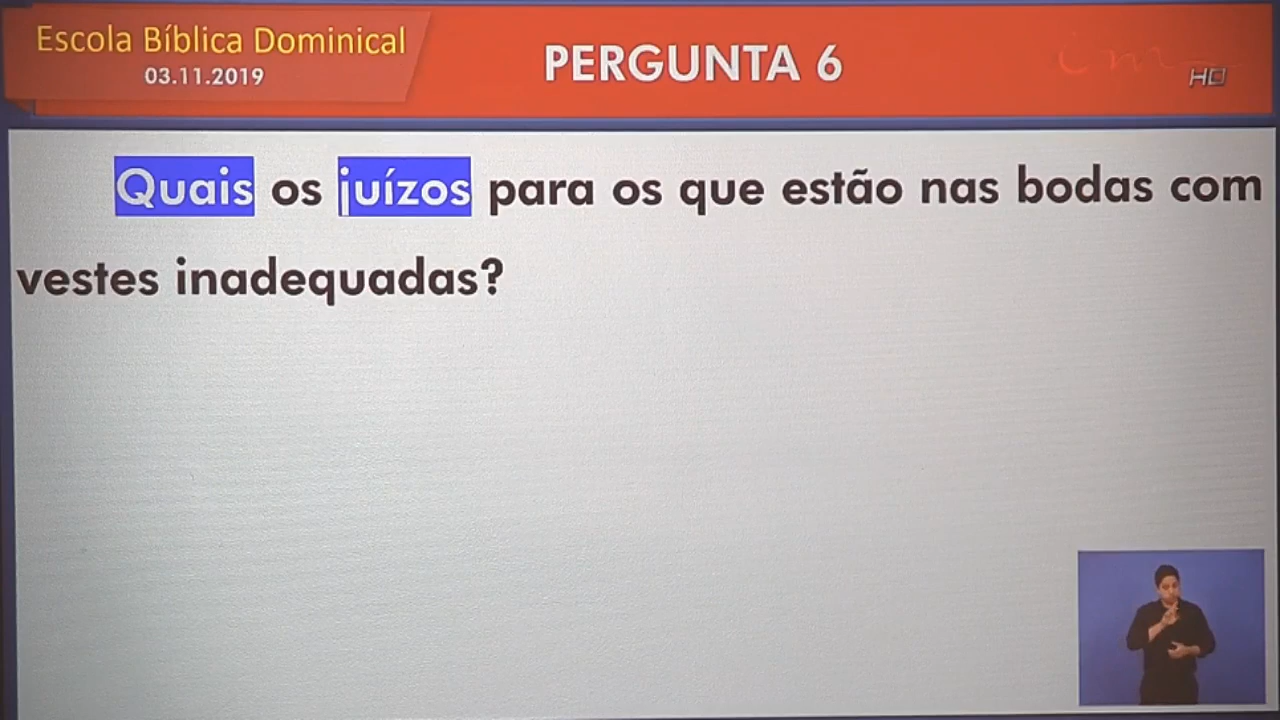 Escola Bíblica Dominical
03.11.2019
PERGUNTA 6
HD
Quais os juízos para os que estão nas bodas com
vestes inadequadas?